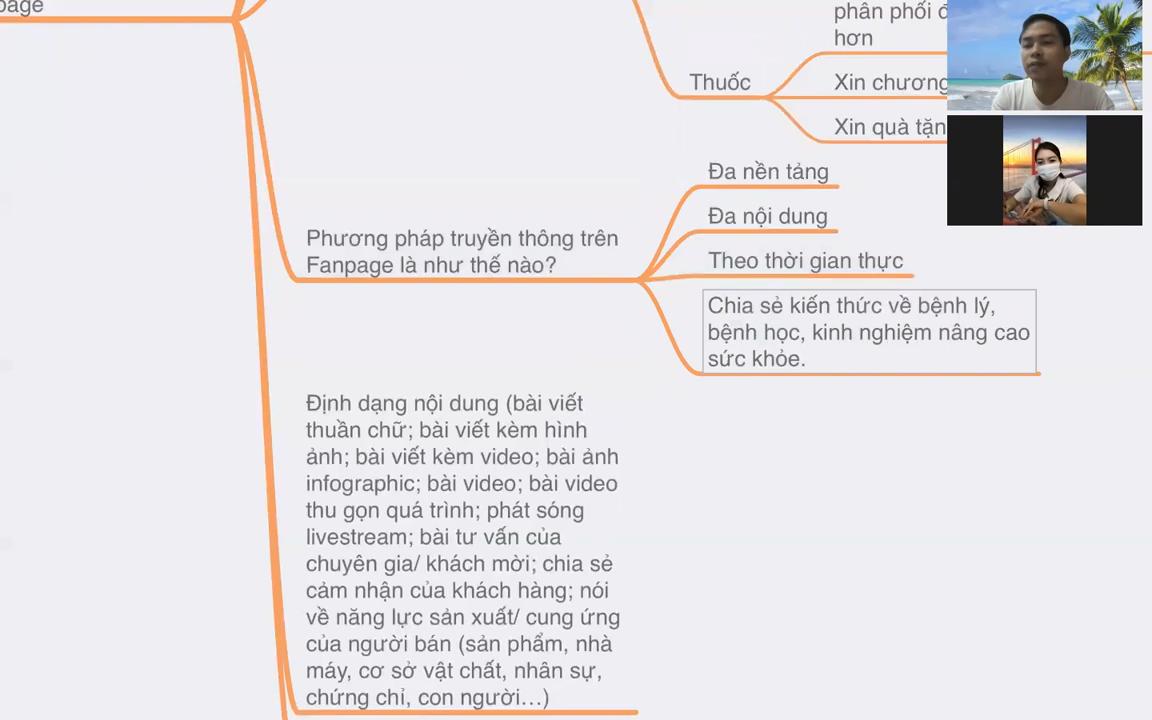 page
phân phối
hơn
Thuốc
Xin chương
Xin quà
Đa nền tảng
Đa nội dung
Phương pháp truyền thông trên
Fanpage là như thế nào?
Theo thời gian thực
Chia sẻ kiến thức về bệnh lý,
bệnh học, kinh nghiệm nâng cao
sức khỏe.
Định dạng nội dung (bài viết
thuần chữ; bài viết kèm hình
ảnh; bài viết kèm video; bài ảnh
infographic; bài video; bài video
thu gọn quá trình; phát sóng
livestream; bài tư vấn của
chuyên gia/ khách mời; chia sẻ
cảm nhận của khách hàng; nói
về năng lực sản xuất/ cung ứng
của người bán (sản phẩm, nhà
máy, cơ sở vật chất, nhân sự,
chứng chỉ, con người...)